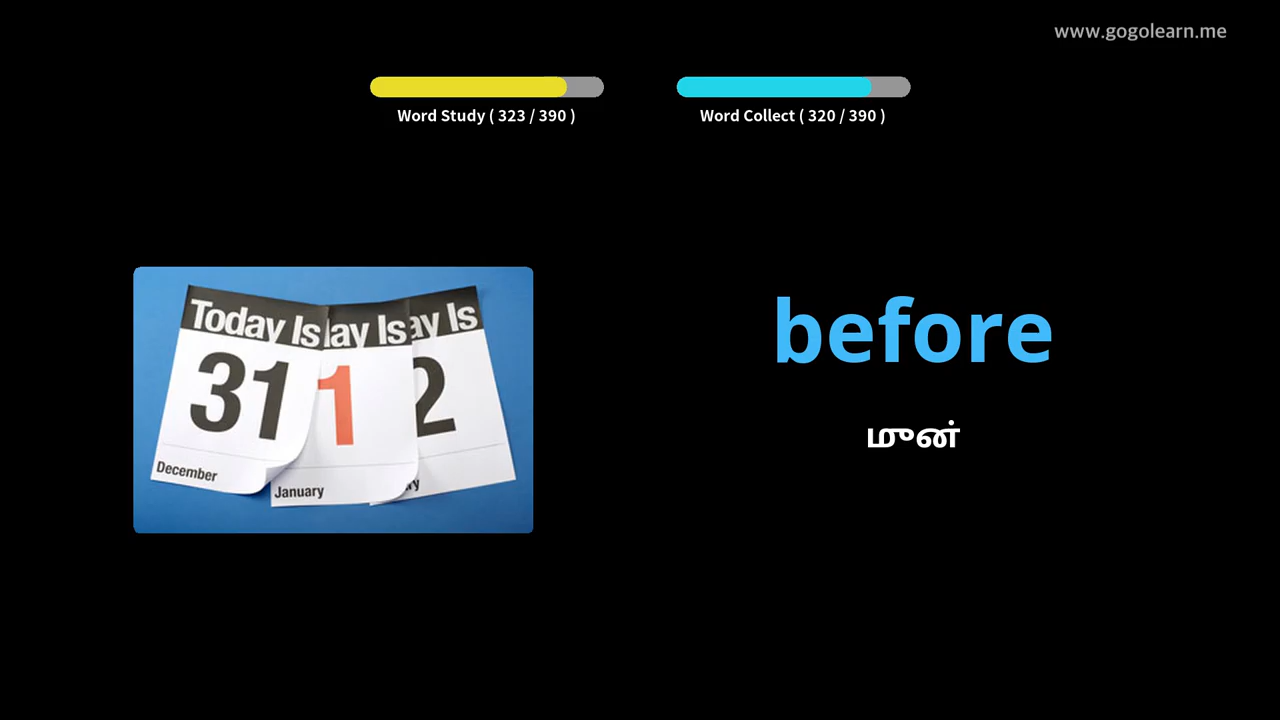 www.gogolearn.me
Word Study ( 323 / 390 )
Word Collect ( 320 / 390 )
Today Is
lay Is
ay Is
31
1
2
December
January
ry
before
முன்